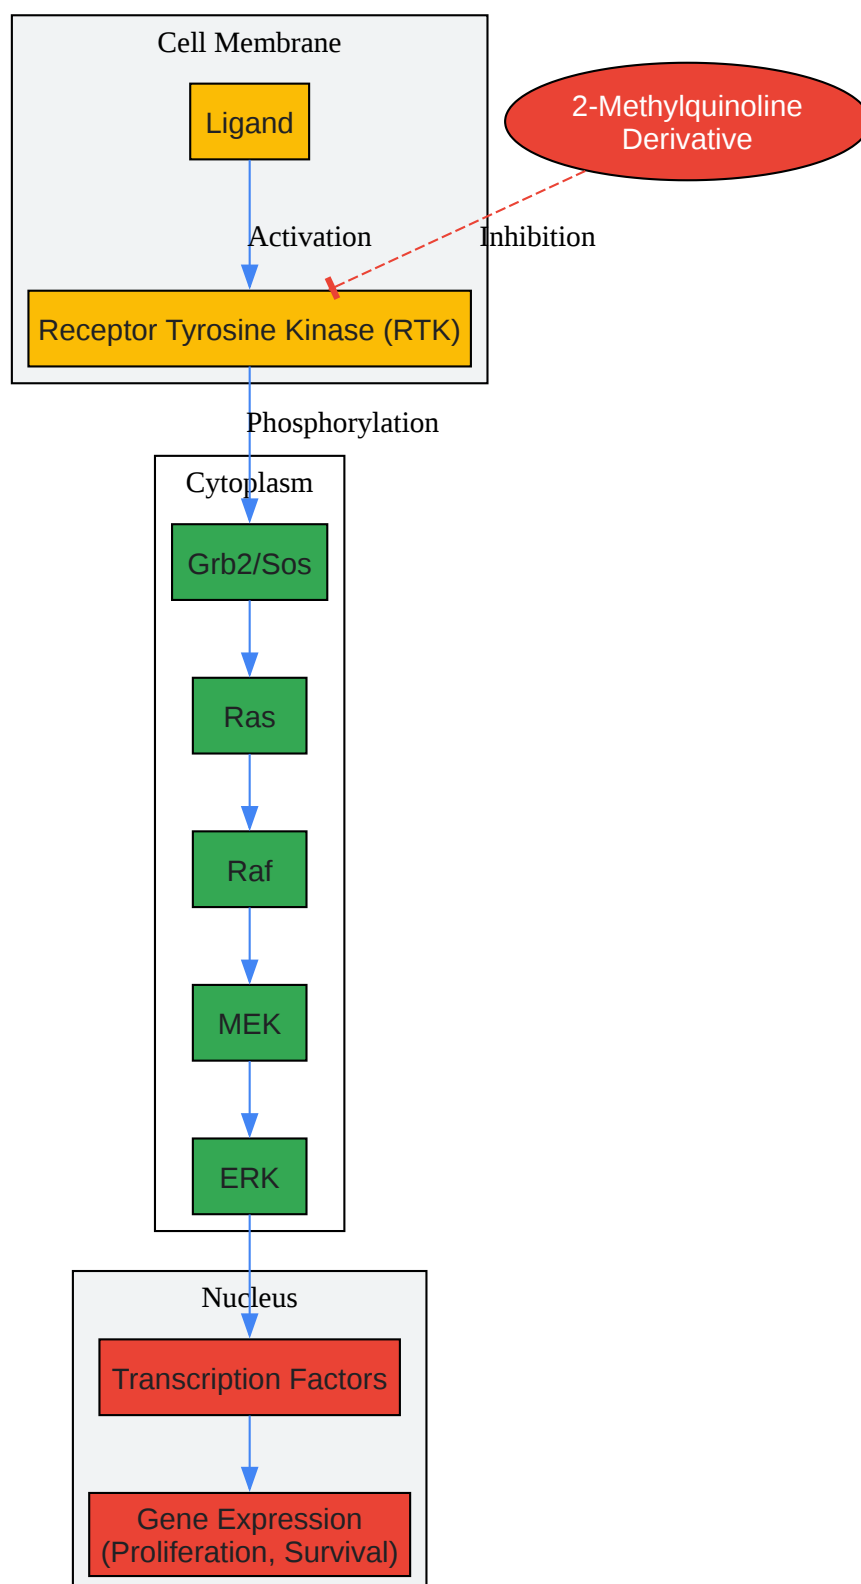 Cell Membrane
Ligand
2-Methylquinoline
Derivative
Activation
Inhibition
Receptor Tyrosine Kinase (RTK)
Phosphorylation
Cytoplasm
Grb2/Sos
Ras
Raf
MEK
ERK
Nucleus
Transcription Factors
Gene Expression
(Proliferation, Survival)